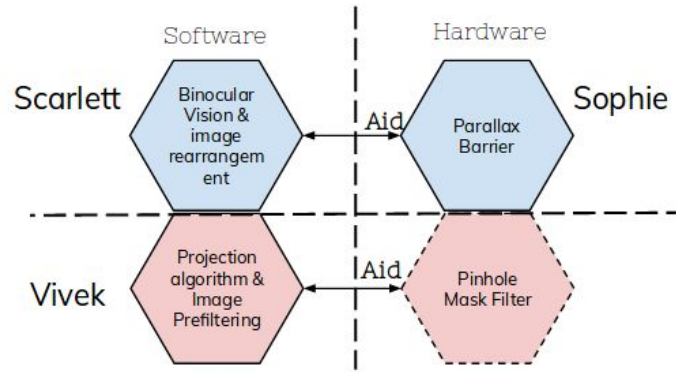 Software
Hardware
Scarlett
Binocular
Vision &
image
rearrangem
ent
Aid
Parallax
Barrier
Sophie
Vivek
Projection
algorithm &
Image
Prefiltering
Aid
Pinhole
Mask Filter